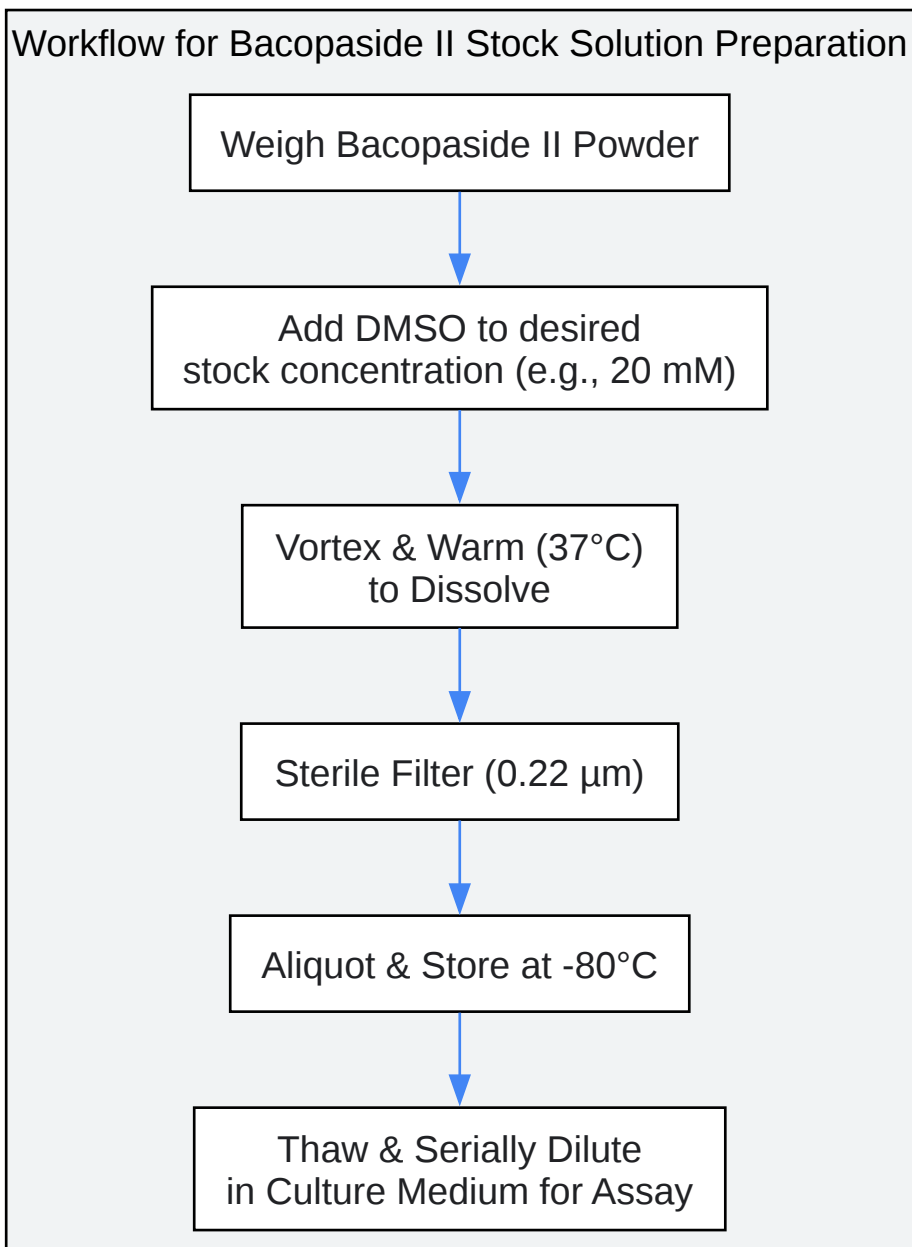 Workflow for Bacopaside II Stock Solution Preparation
Weigh Bacopaside II Powder
Add DMSO to desired
stock concentration (e.g., 20 mM)
Vortex & Warm (37°C)
to Dissolve
Sterile Filter (0.22 µm)
Aliquot & Store at -80°C
Thaw & Serially Dilute
in Culture Medium for Assay